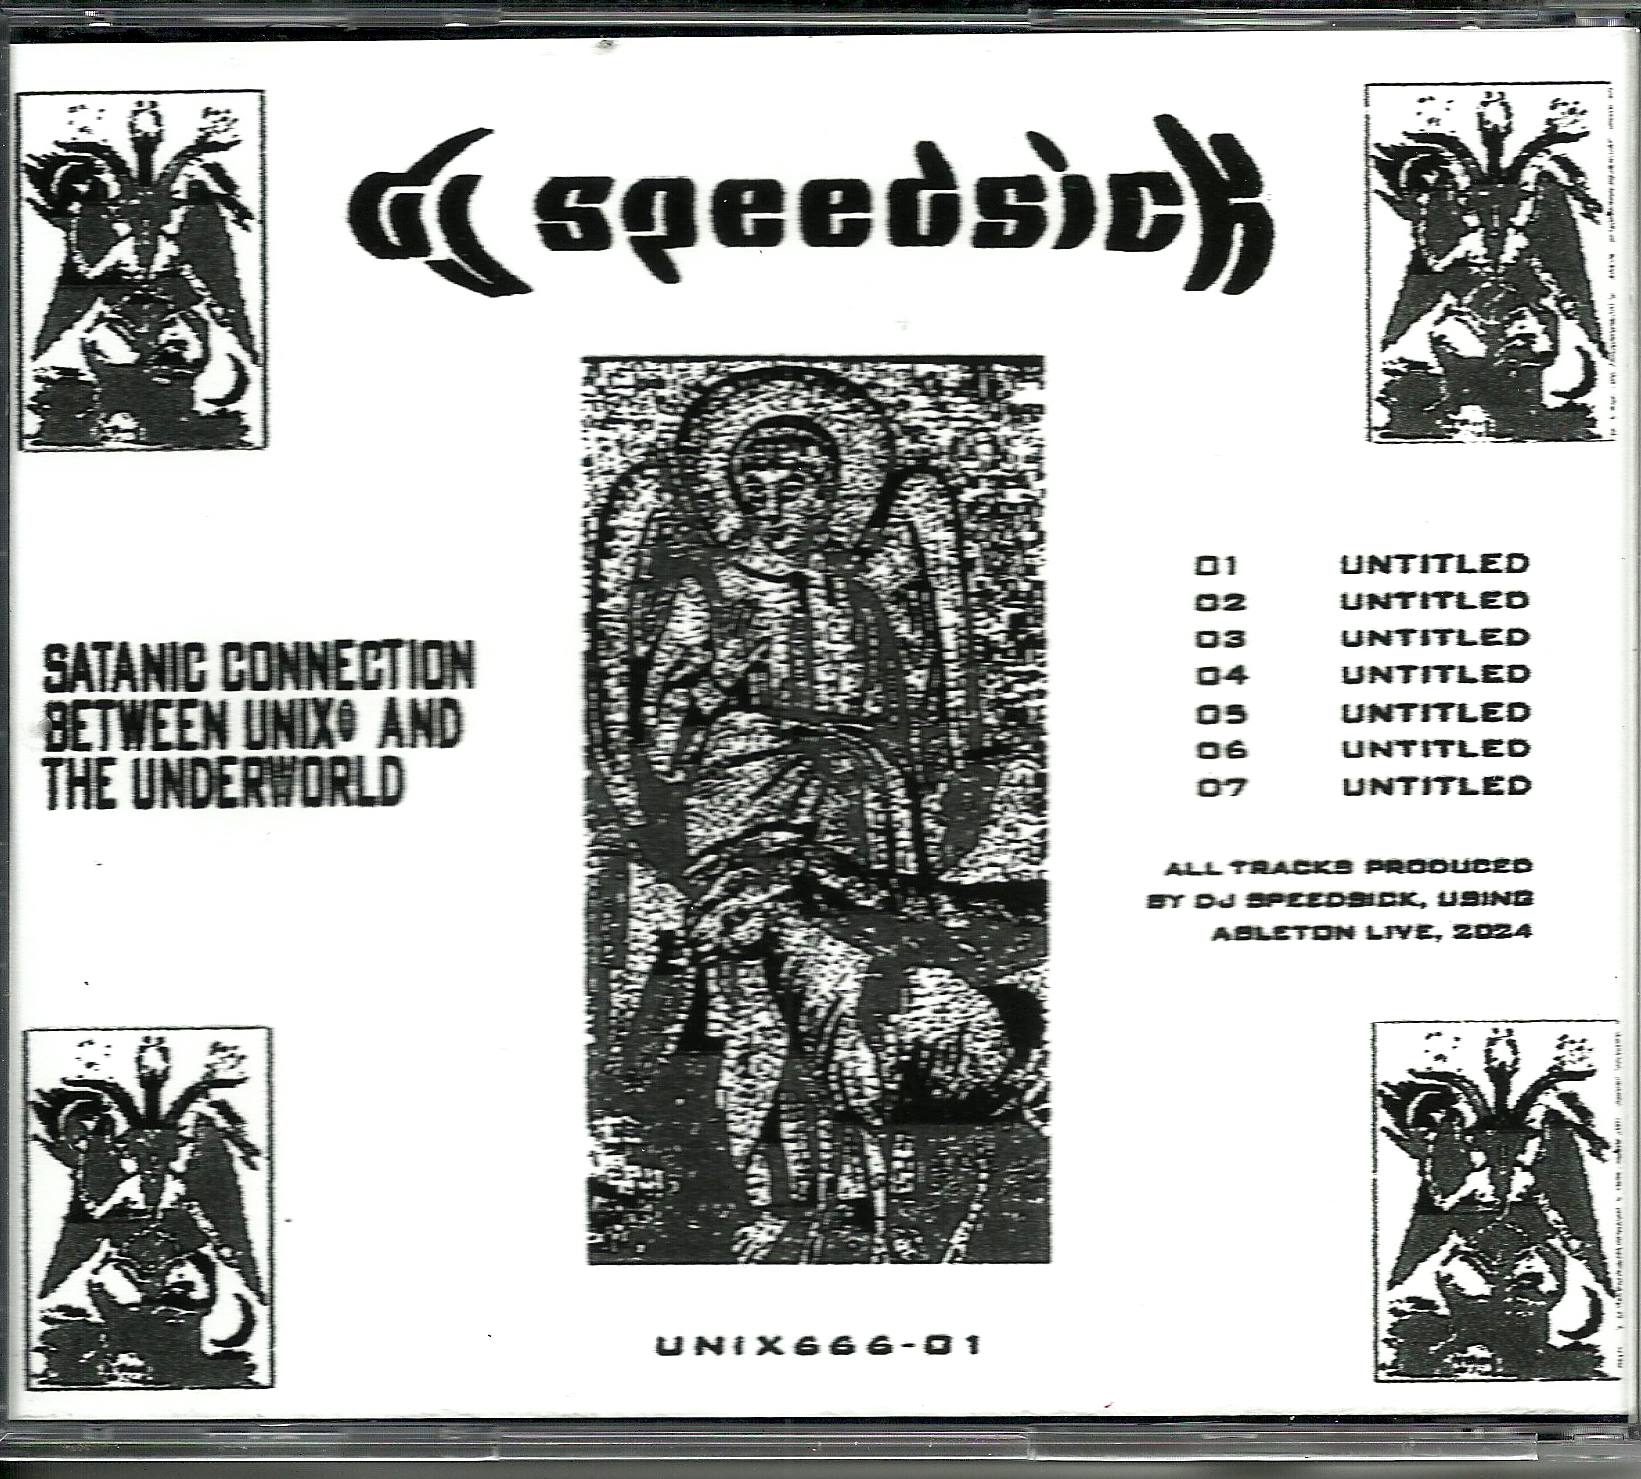 dj speedsick
SATANIC CONNECTION
BETWEEN UNIX® AND
THE UNDERWORLD
01 UNTITLED
02 UNTITLED
03 UNTITLED
04 UNTITLED
05 UNTITLED
06 UNTITLED
07 UNTITLED
ALL TRACKS PRODUCED
BY DJ SPEEDSICK, USING
ABLETON LIVE, 2024
UNIX666-01